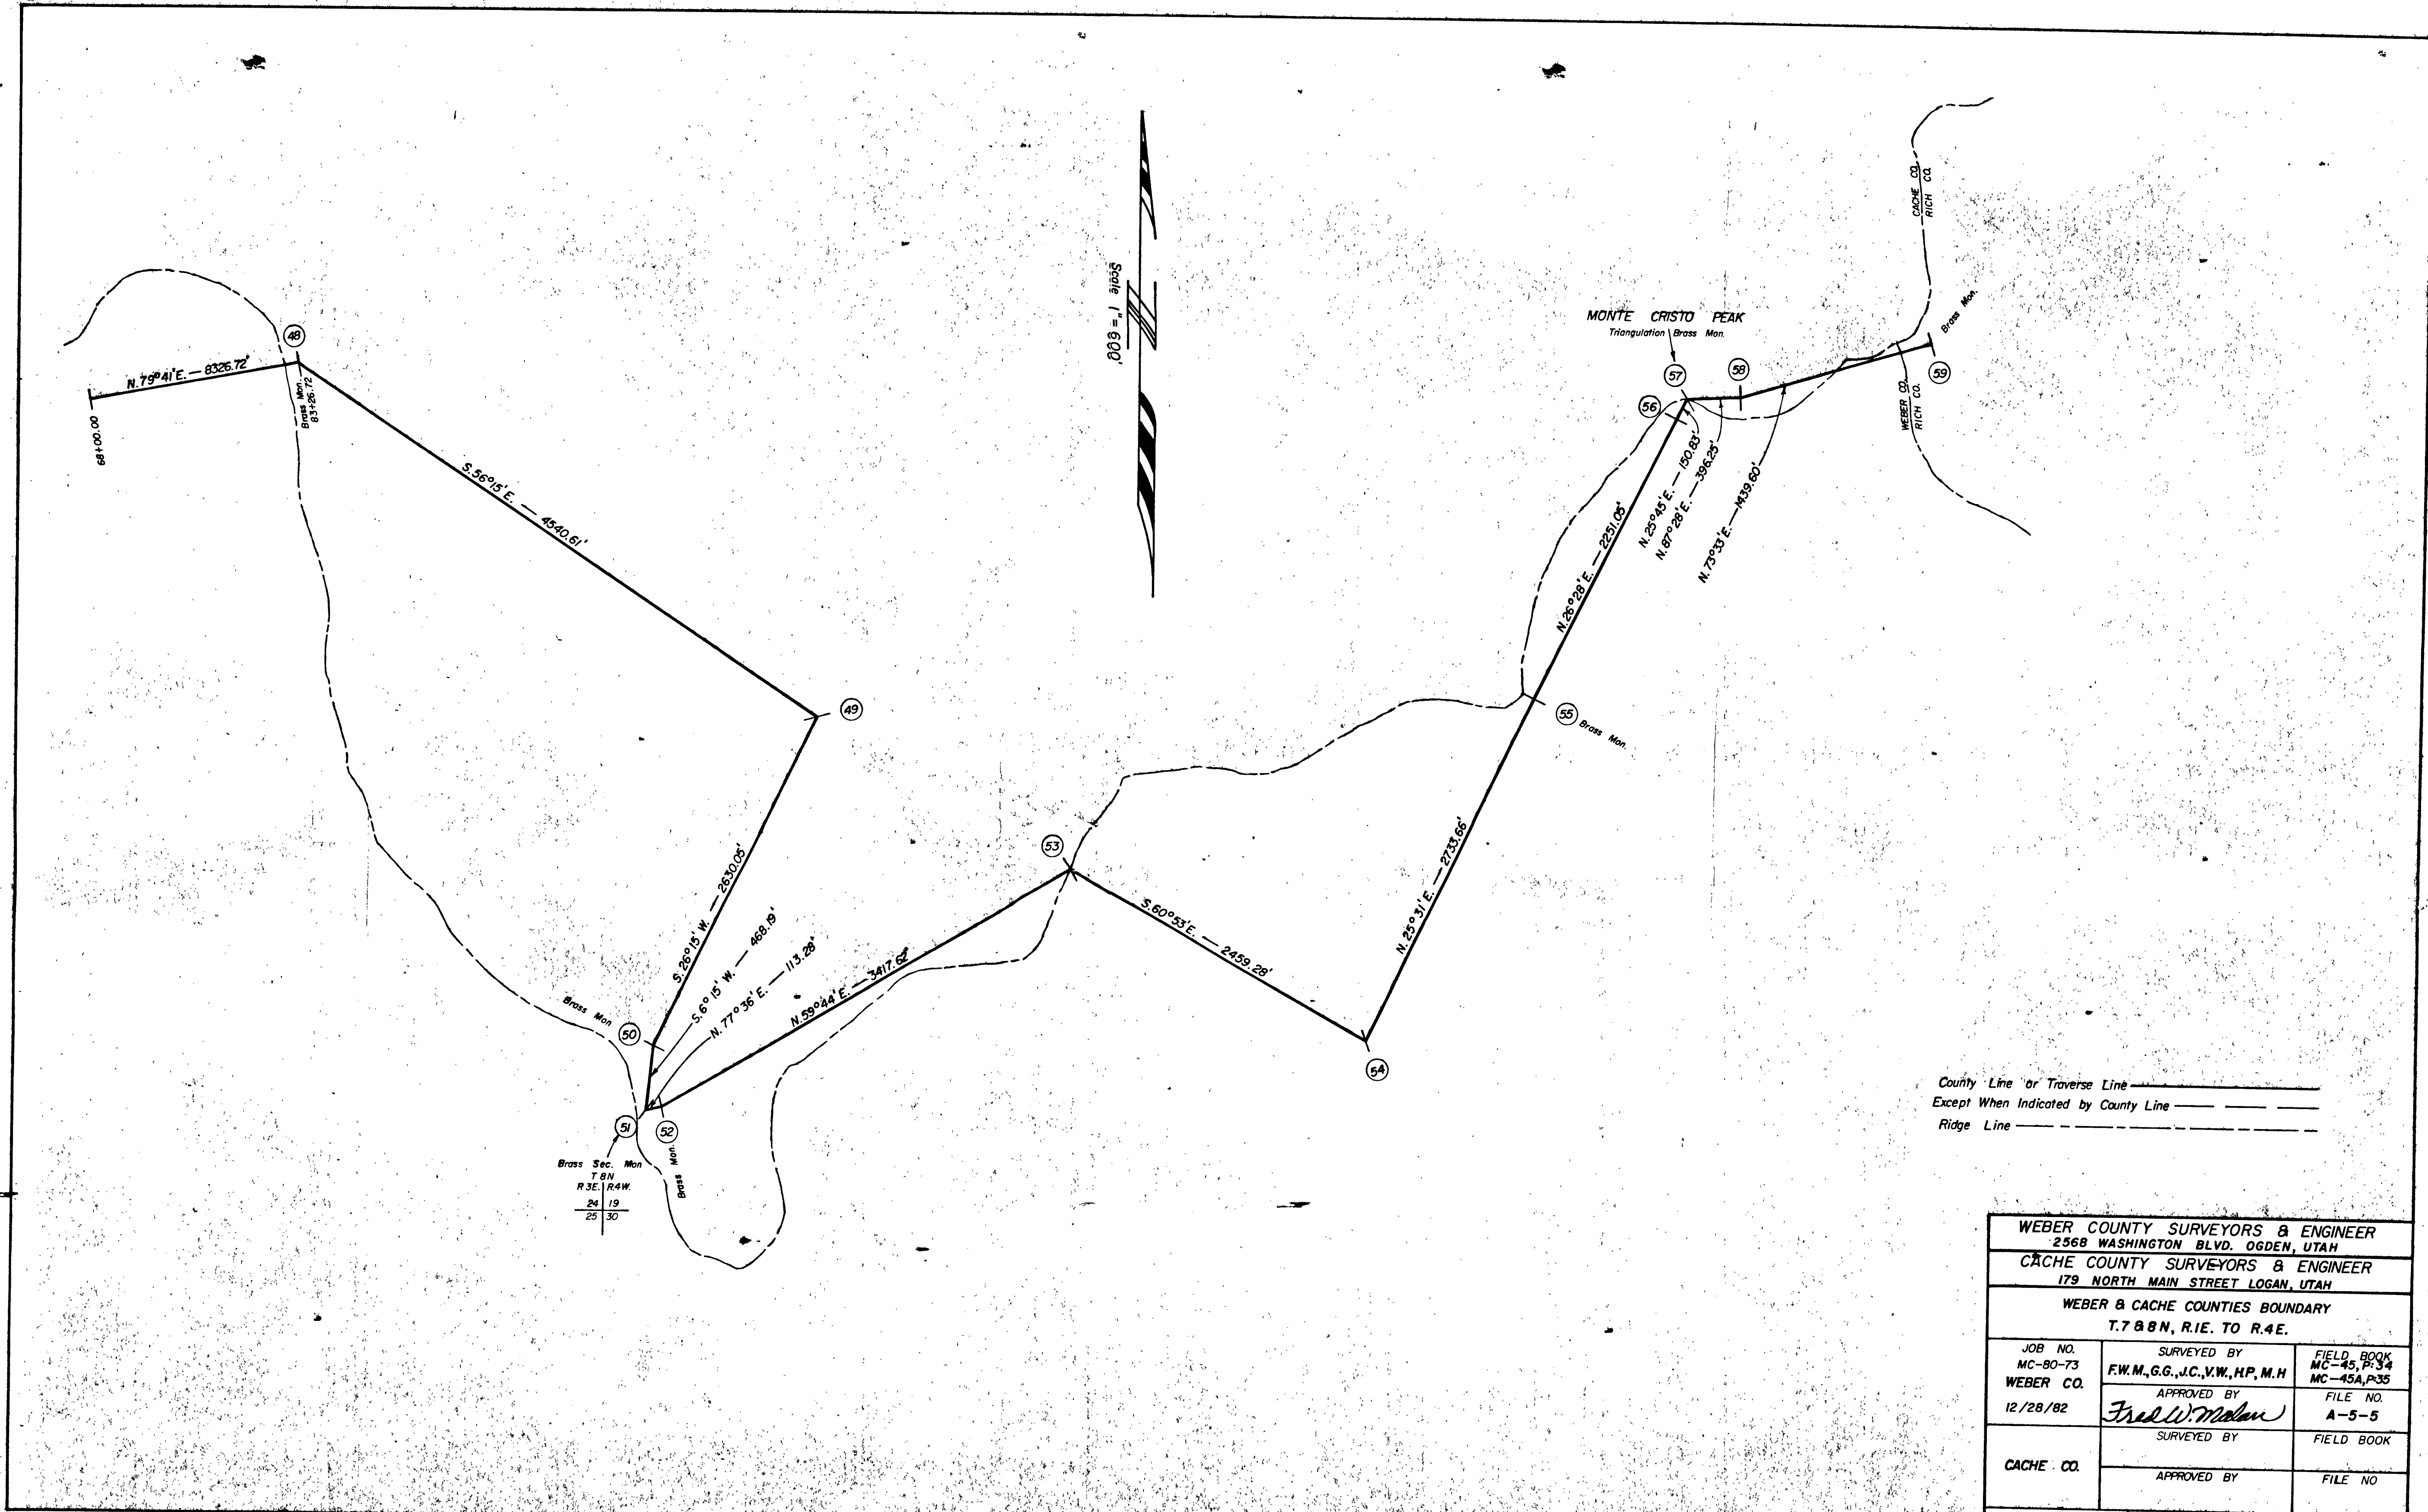 48
N.79°41'E. — 8326.72'
68+00.00
Brass Mon.
83+26.72
S.56°15'E. — 4540.61'
49
Scale 1" = 600'
S.26°15' W. — 2630.05'
S.6°15' W. — 468.19'
N.77°36'E. — 113.28'
Brass Mon
50
51
52
Brass Mon.
Brass Sec. Mon
T8N
R3E. R.4W.
24 19
25 30
N.59°44'E. — 3417.62'
53
S.60°53'E. — 2459.28'
54
N.25°31'E. — 2733.66'
55
Brass Mon.
N.26°28'E. — 2251.05'
MONTE CRISTO PEAK
Triangulation Brass Mon.
57
56
58
N.25°45'E. — 150.83'
N.87°28'E. — 396.25'
N.73°33'E. — 1439.60'
59
Brass Mon.
CACHE CO.
RICH CO.
WEBER CO.
RICH CO.
County Line or Traverse Line
Except When Indicated by County Line
Ridge Line
WEBER COUNTY SURVEYORS & ENGINEER
2568 WASHINGTON BLVD. OGDEN, UTAH
CACHE COUNTY SURVEYORS & ENGINEER
179 NORTH MAIN STREET LOGAN, UTAH
WEBER & CACHE COUNTIES BOUNDARY
T.7 & 8 N, R.1E. TO R.4E.
JOB NO.
MC-80-73
WEBER CO.
12/28/82
SURVEYED BY
F.W.M., G.G., J.C., V.W., H.P., M.H
FIELD BOOK
MC-45, P.34
MC-45A, P.35
APPROVED BY
Fred W. Malan
FILE NO.
A-5-5
CACHE CO.
SURVEYED BY
FIELD BOOK
APPROVED BY
FILE NO